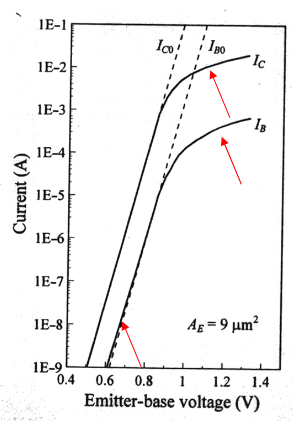 1E-1
1E-2
1E-3
1E-4
1E-5
1E-6
1E-7
1E-8
1E-9
I_C0
I_B0
I_C
I_B
A_E = 9 μm²
0.4 0.6 0.8 1 1.2 1.4
Current (A)
Emitter-base voltage (V)